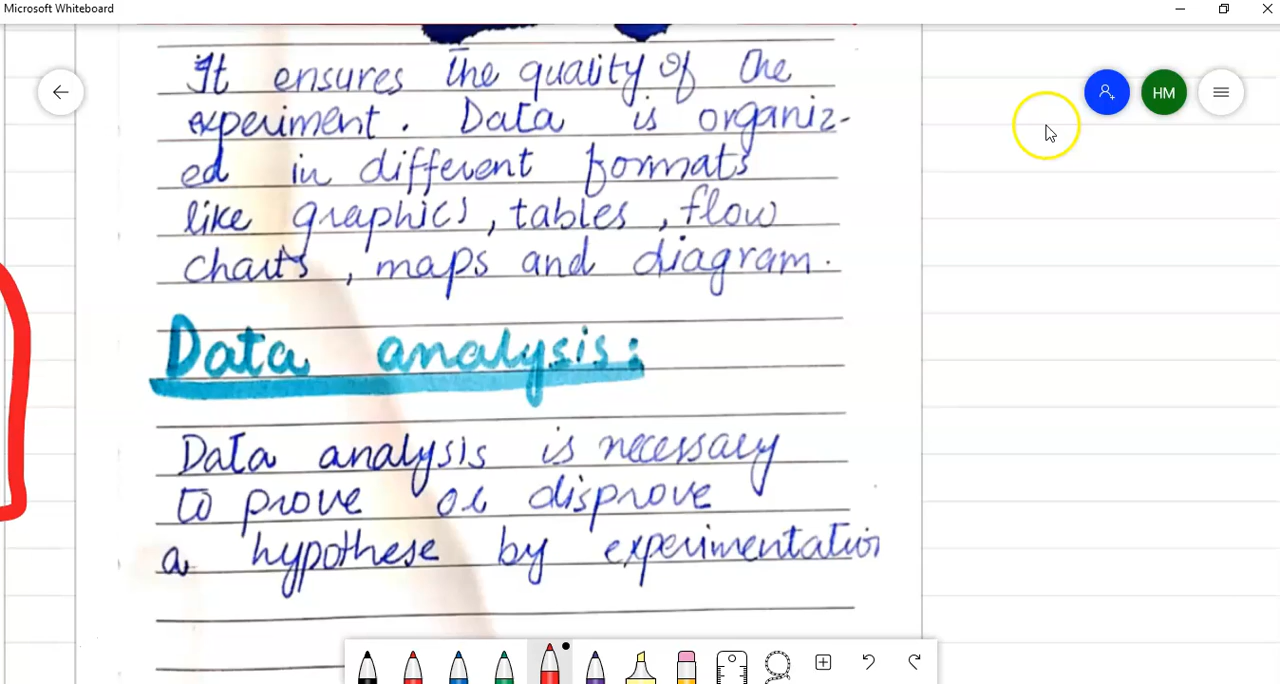 Microsoft Whiteboard
It ensures the quality of the
experiment. Data is organiz-
ed in different formats
like graphics, tables, flow
charts, maps and diagram.
HM
Data analysis:
Data analysis is necessary
to prove or disprove
a hypothese by experimentation